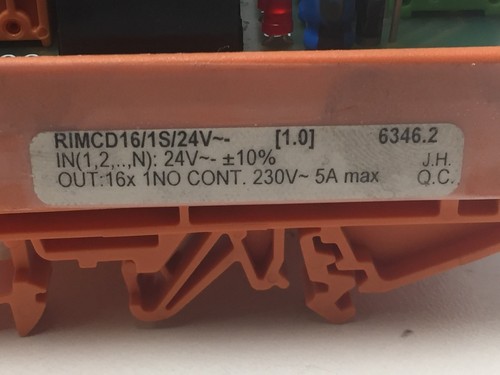 RIMCD16/1S/24V~- [1.0] 6346.2
IN(1,2,..,N): 24V~- ±10% J.H.
OUT:16x 1NO CONT. 230V~ 5A max Q.C.